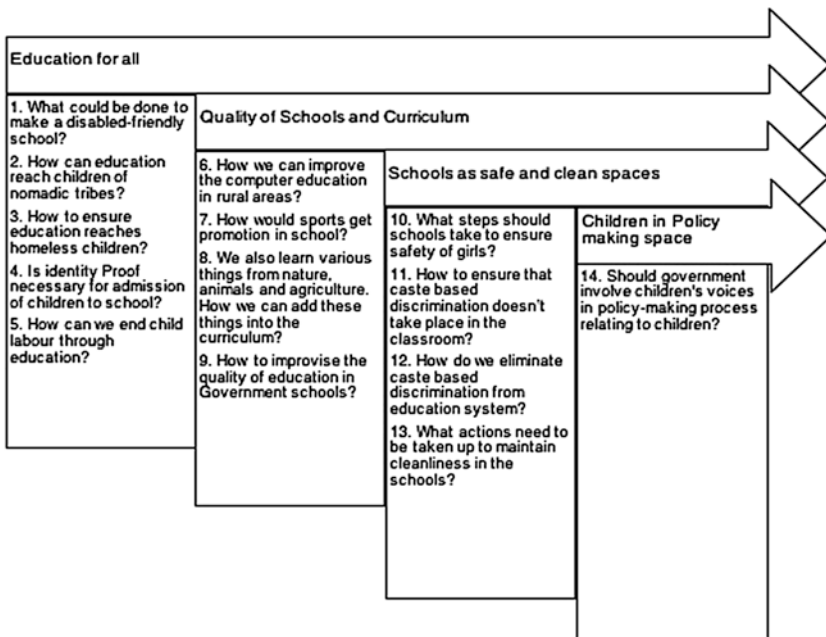 Education for all
1. What could be done to
make a disabled-friendly
school?
2. How can education
reach children of
nomadic tribes?
3. How to ensure
education reaches
homeless children?
4. Is identity Proof
necessary for admission
of children to school?
5. How can we end child
labour through
education?
Quality of Schools and Curriculum
6. How we can improve
the computer education
in rural areas?
7. How would sports get
promotion in school?
8. We also learn various
things from nature,
animals and agriculture.
How we can add these
things into the
curriculum?
9. How to improvise the
quality of education in
Government schools?
Schools as safe and clean spaces
10. What steps should
schools take to ensure
safety of girls?
11. How to ensure that
caste based
discrimination doesn't
take place in the
classroom?
12. How do we eliminate
caste based
discrimination from
education system?
13. What actions need to
be taken up to maintain
cleanliness in the
schools?
Children in Policy
making space
14. Should government
involve children's voices
in policy-making process
relating to children?